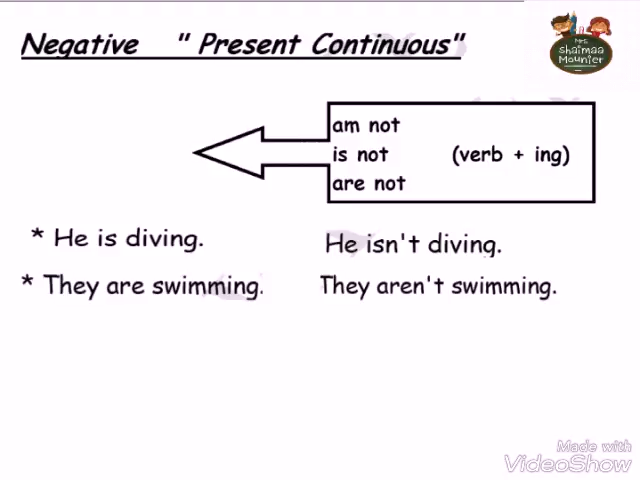 Negative " Present Continuous"
Mrs.
Shaimaa
Mounier
am not
is not (verb + ing)
are not
* He is diving. He isn't diving.
* They are swimming. They aren't swimming.
Made with
VideoShow